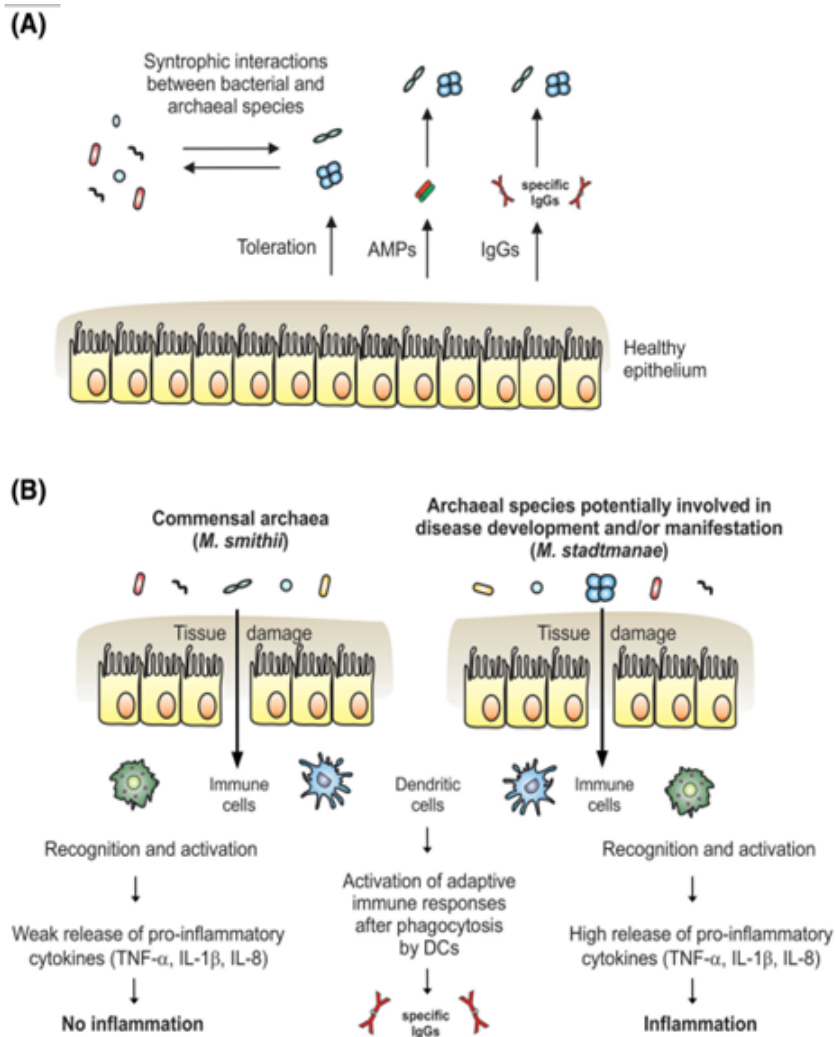 (A)
Syntrophic interactions
between bacterial and
archaeal species
specific
IgGs
Toleration
AMPs
IgGs
Healthy
epithelium
(B)
Commensal archaea
(M. smithii)
Archaeal species potentially involved in
disease development and/or manifestation
(M. stadtmanae)
Tissue damage
Tissue damage
Immune
cells
Dendritic
cells
Immune
cells
Recognition and activation
Recognition and activation
Activation of adaptive
immune responses
after phagocytosis
by DCs
Weak release of pro-inflammatory
cytokines (TNF-α, IL-1β, IL-8)
High release of pro-inflammatory
cytokines (TNF-α, IL-1β, IL-8)
No inflammation
specific
IgGs
Inflammation